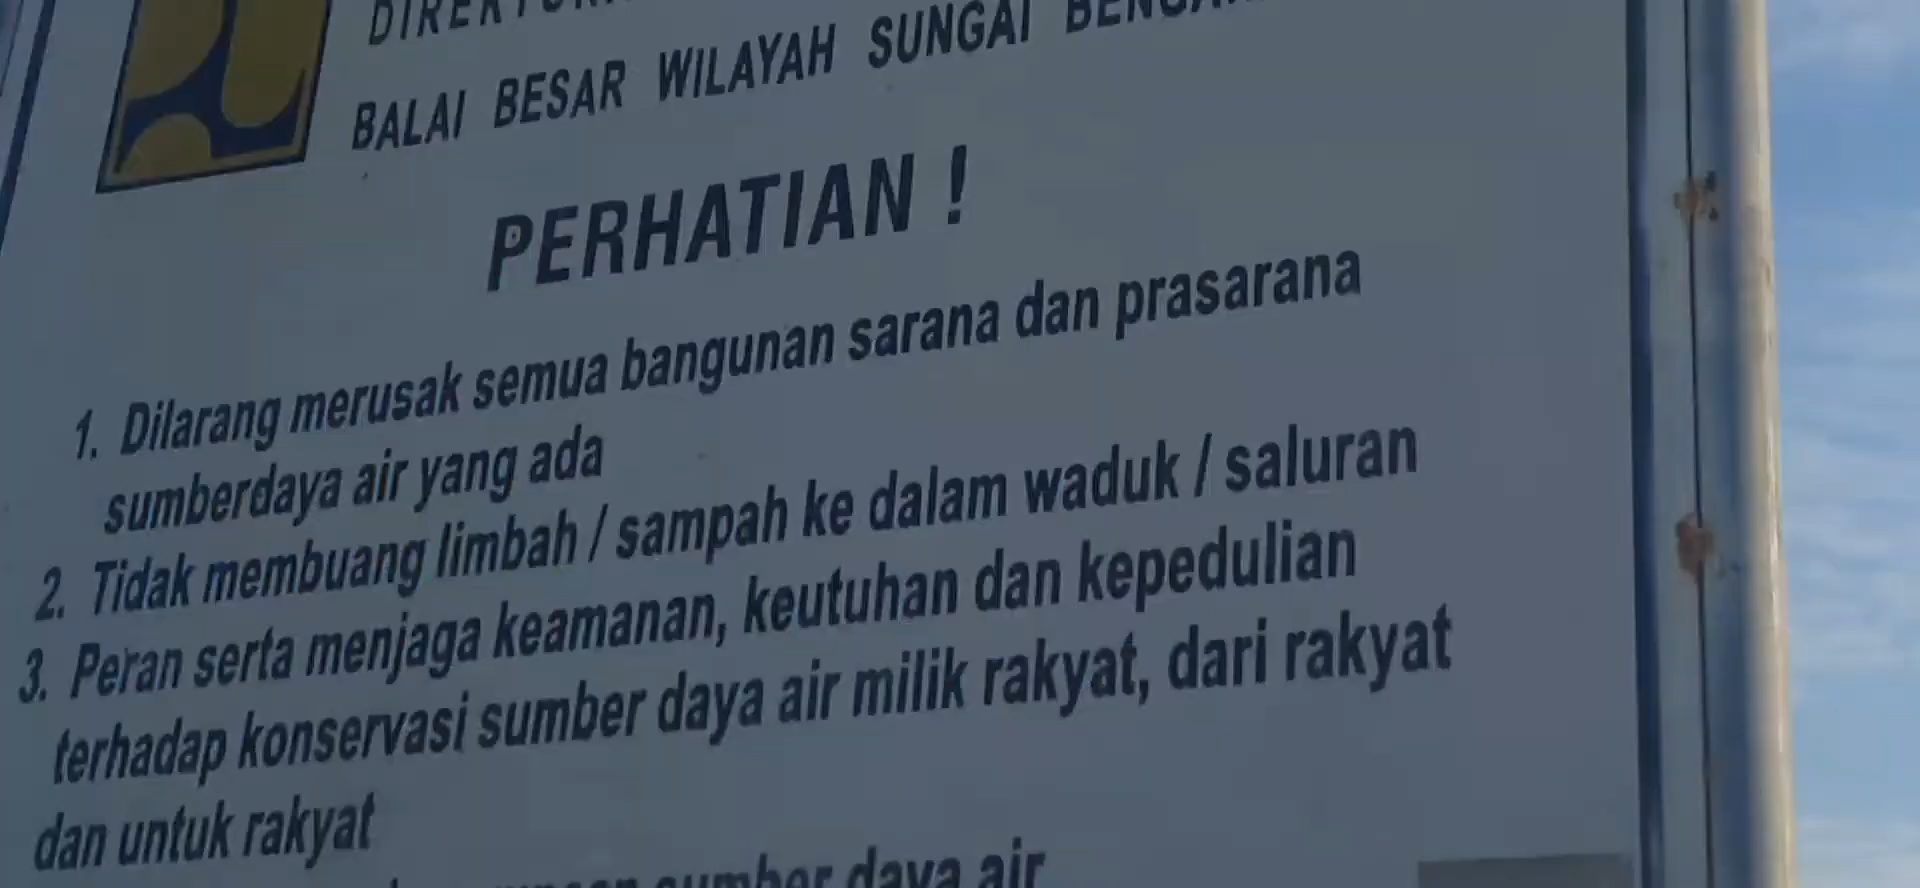 BALAI BESAR WILAYAH SUNGAI
PERHATIAN !
1. Dilarang merusak semua bangunan sarana dan prasarana
sumberdaya air yang ada
2. Tidak membuang limbah / sampah ke dalam waduk / saluran
3. Peran serta menjaga keamanan, keutuhan dan kepedulian
terhadap konservasi sumber daya air milik rakyat, dari rakyat
dan untuk rakyat
sumber daya air